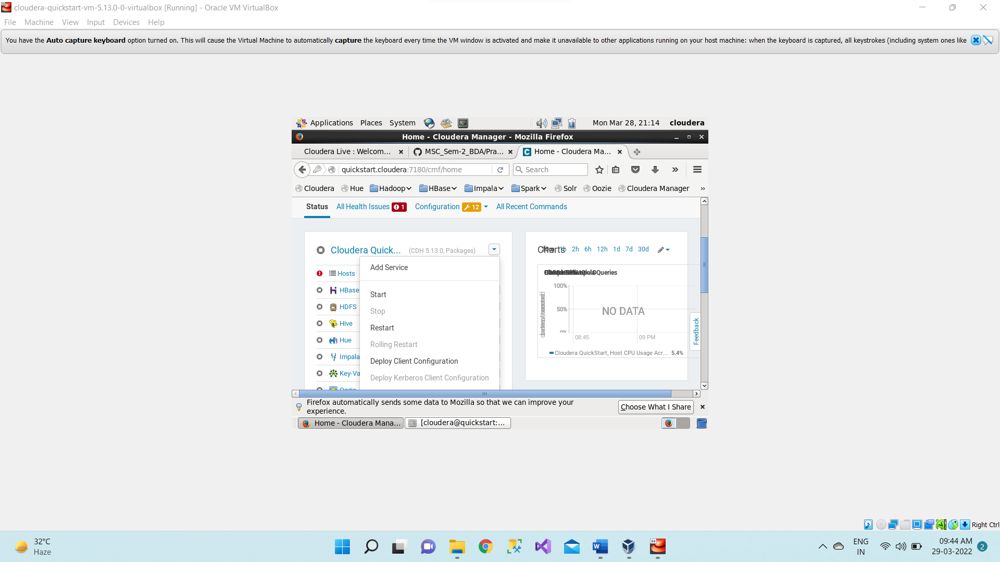 cloudera-quickstart-vm-5.13.0-0-virtualbox [Running] - Oracle VM VirtualBox
File Machine View Input Devices Help
You have the Auto capture keyboard option turned on. This will cause the Virtual Machine to automatically capture the keyboard every time the VM window is activated and make it unavailable to other applications running on your host machine: when the keyboard is captured, all keystrokes (including system ones like
Applications Places System Mon Mar 28, 21:14 cloudera
Home - Cloudera Manager - Mozilla Firefox
Cloudera Live : Welcom... MSC_Sem-2_BDA/Pra... Home - Cloudera Ma...
quickstart.cloudera:7180/cmf/home Search
Cloudera Hue Hadoop HBase Impala Spark Solr Oozie Cloudera Manager »
Status All Health Issues 1 Configuration 12 All Recent Commands
Cloudera Quick... (CDH 5.13.0, Packages)
Add Service
Hosts
HBase
Start
HDFS
Stop
Hive
Restart
Hue
Rolling Restart
Impala
Deploy Client Configuration
Key-Va
Deploy Kerberos Client Configuration
Oozie
Charts 30m 1h 2h 6h 12h 1d 7d 30d
Queries
100%
50%
0%
NO DATA
08:45 09 PM
Cloudera QuickStart, Host CPU Usage Acr... 5.4%
Feedback
Firefox automatically sends some data to Mozilla so that we can improve your
experience.
Choose What I Share
Home - Cloudera Mana... [cloudera@quickstart:...
Right Ctrl
32°C
Haze
64
ENG
IN
09:44 AM
29-03-2022
2